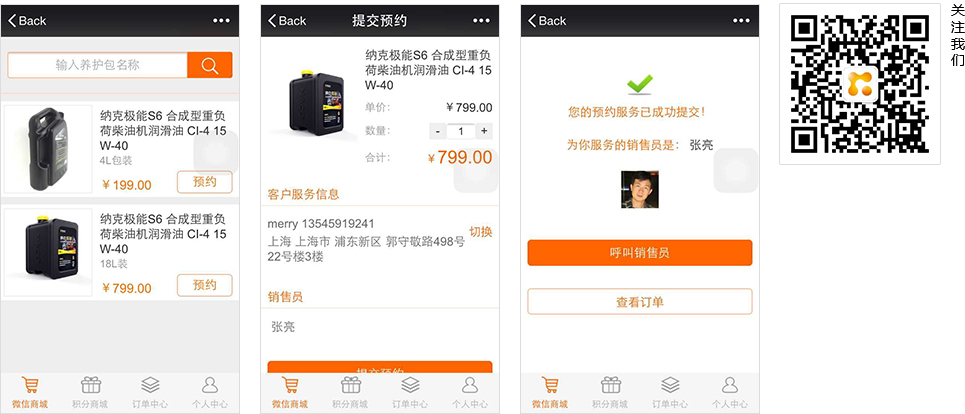 Back
输入养护包名称
纳克极能S6 合成型重负
荷柴油机润滑油 CI-4 15
W-40
4L包装
￥199.00
预约
纳克极能S6 合成型重负
荷柴油机润滑油 CI-4 15
W-40
18L装
￥799.00
预约
微信商城
积分商城
订单中心
个人中心
Back
提交预约
纳克极能S6 合成型重负
荷柴油机润滑油 CI-4 15
W-40
单价：
￥799.00
数量：
- 1 +
合计：
￥799.00
客户服务信息
merry 13545919241
上海 上海市 浦东新区 郭守敬路498号
22号楼3楼
切换
销售员
张亮
提交预约
微信商城
积分商城
订单中心
个人中心
Back
您的预约服务已成功提交！
为你服务的销售员是： 张亮
呼叫销售员
查看订单
微信商城
积分商城
订单中心
个人中心
关
注
我
们